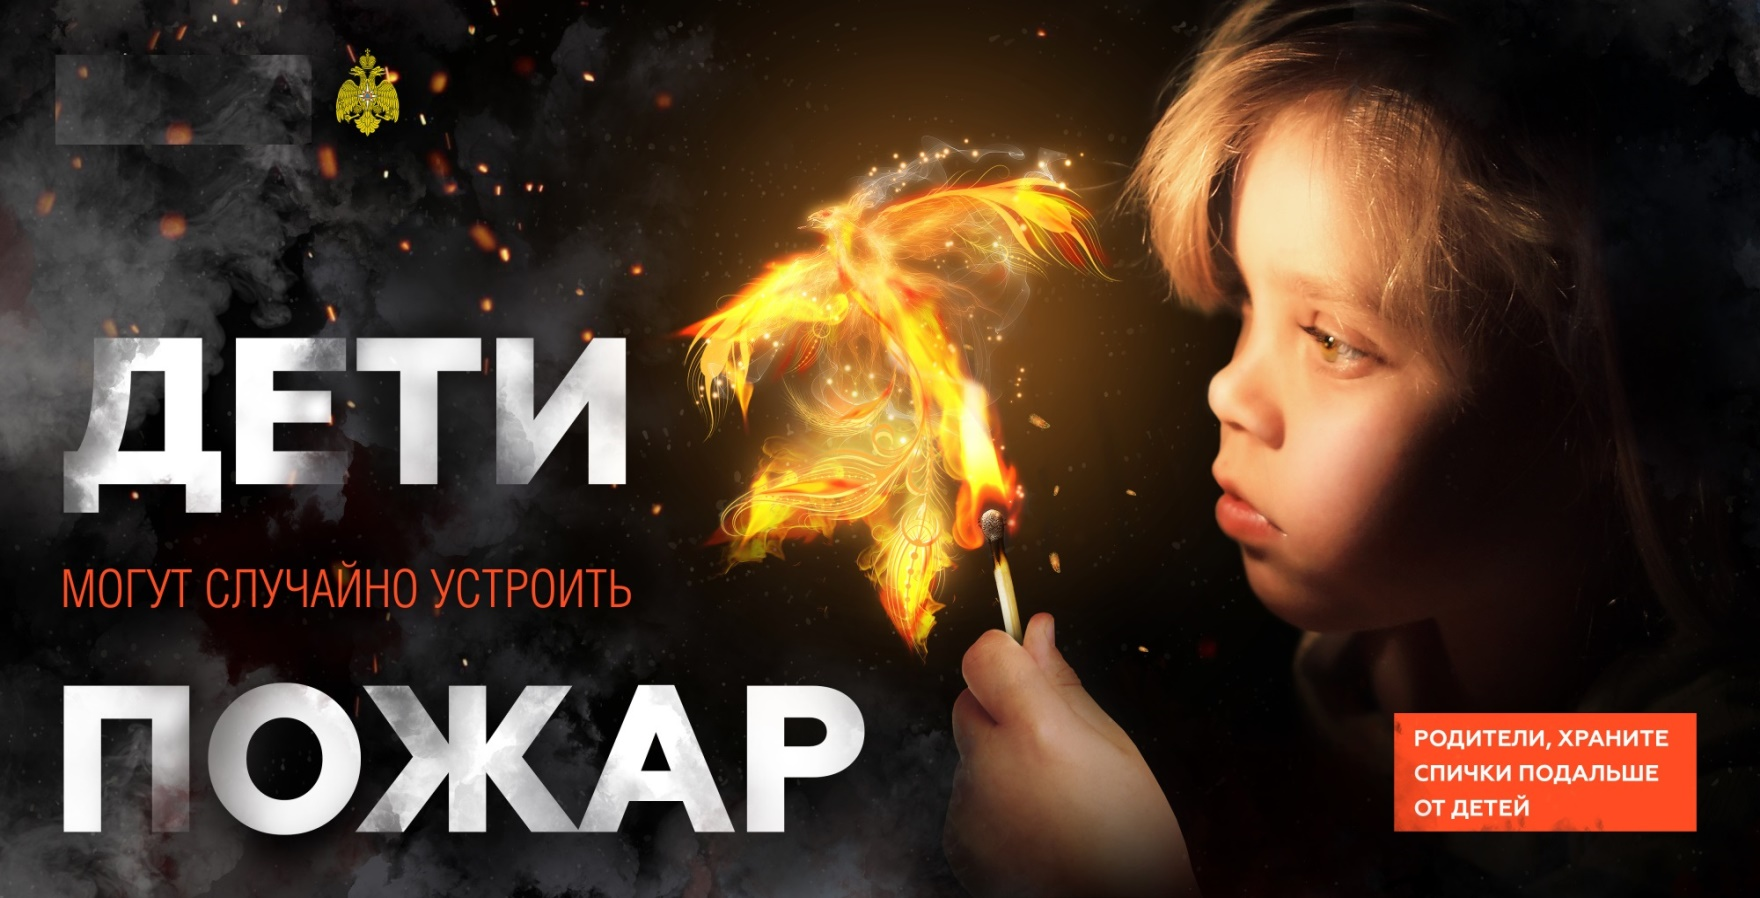 ДЕТИ
МОГУТ СЛУЧАЙНО УСТРОИТЬ
ПОЖАР
РОДИТЕЛИ, ХРАНИТЕ
СПИЧКИ ПОДАЛЬШЕ
ОТ ДЕТЕЙ